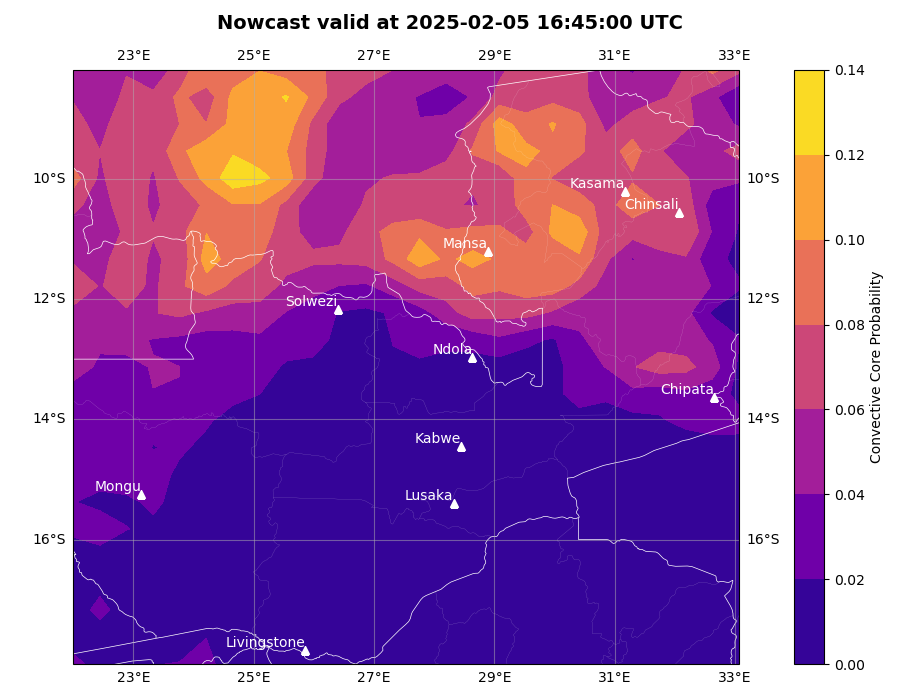 Nowcast valid at 2025-02-05 16:45:00 UTC
23°E 25°E 27°E 29°E 31°E 33°E
0.14
0.12
10°S 10°S
Kasama
Chinsali
0.10
Mansa
12°S 12°S
Solwezi
0.08
Ndola
Chipata
0.06
14°S 14°S
Kabwe
Mongu
Lusaka
0.04
16°S 16°S
0.02
Livingstone
0.00
23°E 25°E 27°E 29°E 31°E 33°E
Convective Core Probability